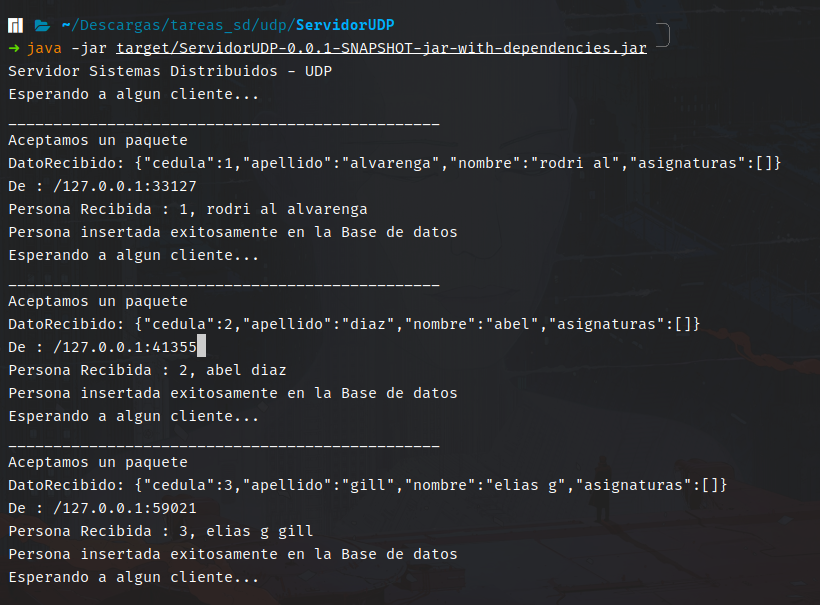 ~/Descargas/tareas_sd/udp/ServidorUDP
→ java -jar target/ServidorUDP-0.0.1-SNAPSHOT-jar-with-dependencies.jar
Servidor Sistemas Distribuidos - UDP
Esperando a algun cliente...
________________________________________________
Aceptamos un paquete
DatoRecibido: {"cedula":1,"apellido":"alvarenga","nombre":"rodri al","asignaturas":[]}
De : /127.0.0.1:33127
Persona Recibida : 1, rodri al alvarenga
Persona insertada exitosamente en la Base de datos
Esperando a algun cliente...
________________________________________________
Aceptamos un paquete
DatoRecibido: {"cedula":2,"apellido":"diaz","nombre":"abel","asignaturas":[]}
De : /127.0.0.1:41355
Persona Recibida : 2, abel diaz
Persona insertada exitosamente en la Base de datos
Esperando a algun cliente...
________________________________________________
Aceptamos un paquete
DatoRecibido: {"cedula":3,"apellido":"gill","nombre":"elias g","asignaturas":[]}
De : /127.0.0.1:59021
Persona Recibida : 3, elias g gill
Persona insertada exitosamente en la Base de datos
Esperando a algun cliente...